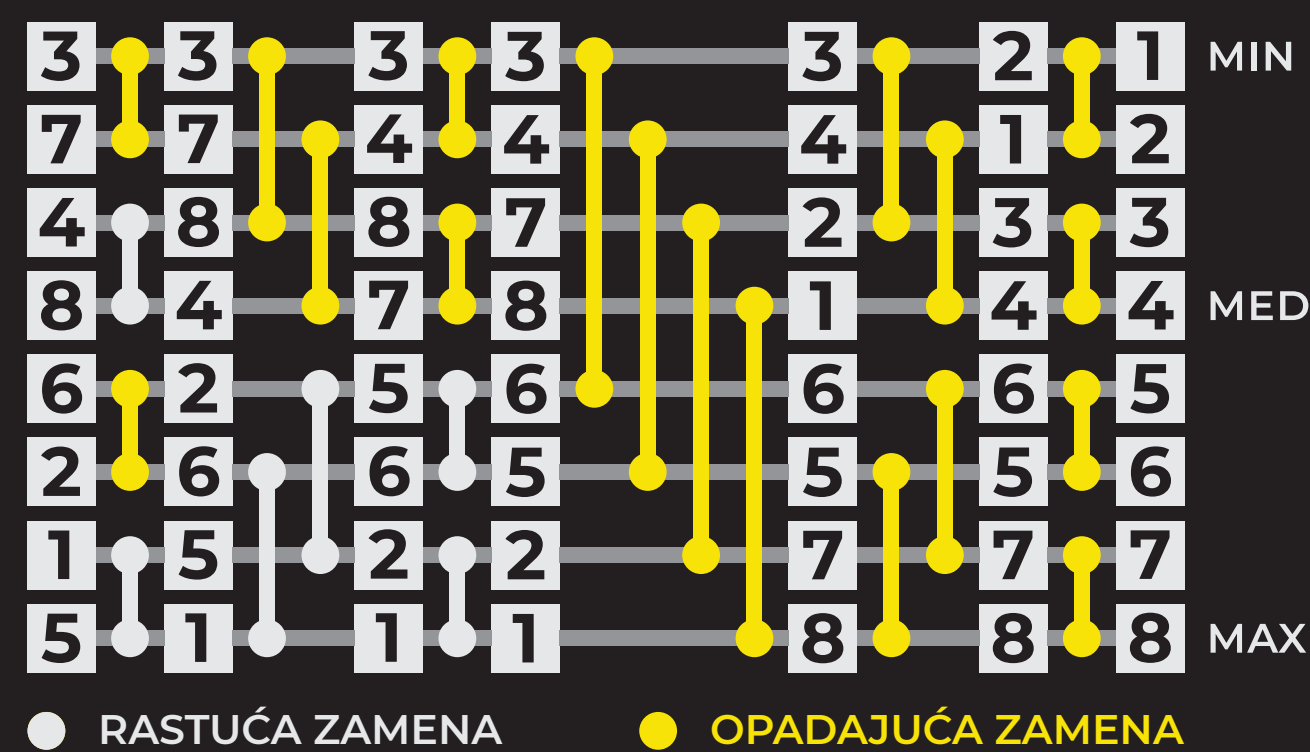 3 3 3 3 3 2 1 MIN
7 7 4 4 4 1 2
4 8 8 7 2 3 3
8 4 7 8 1 4 4 MED
6 2 5 6 6 6 5
2 6 6 5 5 5 6
1 5 2 2 7 7 7
5 1 1 1 8 8 8 MAX
RASTUĆA ZAMENA
OPADAJUĆA ZAMENA